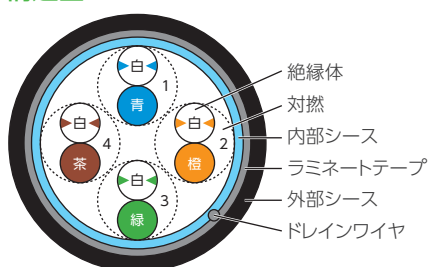 白
青
1
白
茶
4
白
橙
2
白
緑
3
絶縁体
対撚
内部シース
ラミネートテープ
外部シース
ドレインワイヤ